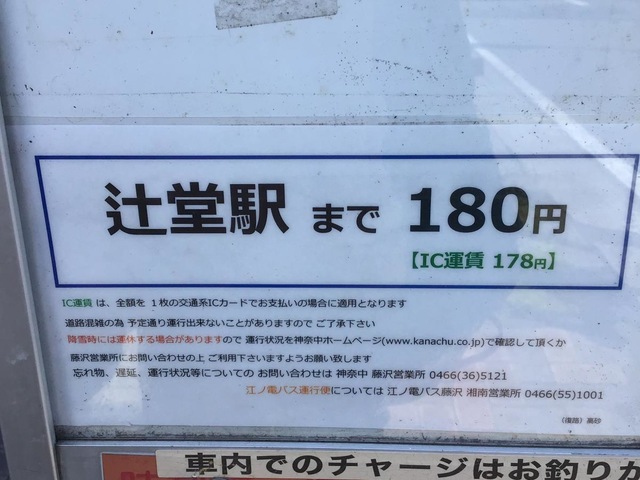 辻堂駅 まで 180円
【IC運賃 178円】
IC運賃 は、全額を 1枚の交通系ICカードでお支払いの場合に適用となります
道路混雑の為 予定通り運行出来ないことがありますので ご了承下さい
降雪時には運休する場合がありますので 運行状況を神奈中ホームページ(www.kanachu.co.jp)で確認して頂くか
藤沢営業所にお問い合わせの上 ご利用下さいますようお願い致します
忘れ物、遅延、運行状況等についての お問い合わせは 神奈中 藤沢営業所 0466(36)5121
江ノ電バス運行便については 江ノ電バス藤沢 湘南営業所 0466(55)1001
(復路)高砂
車内でのチャージはお釣りが